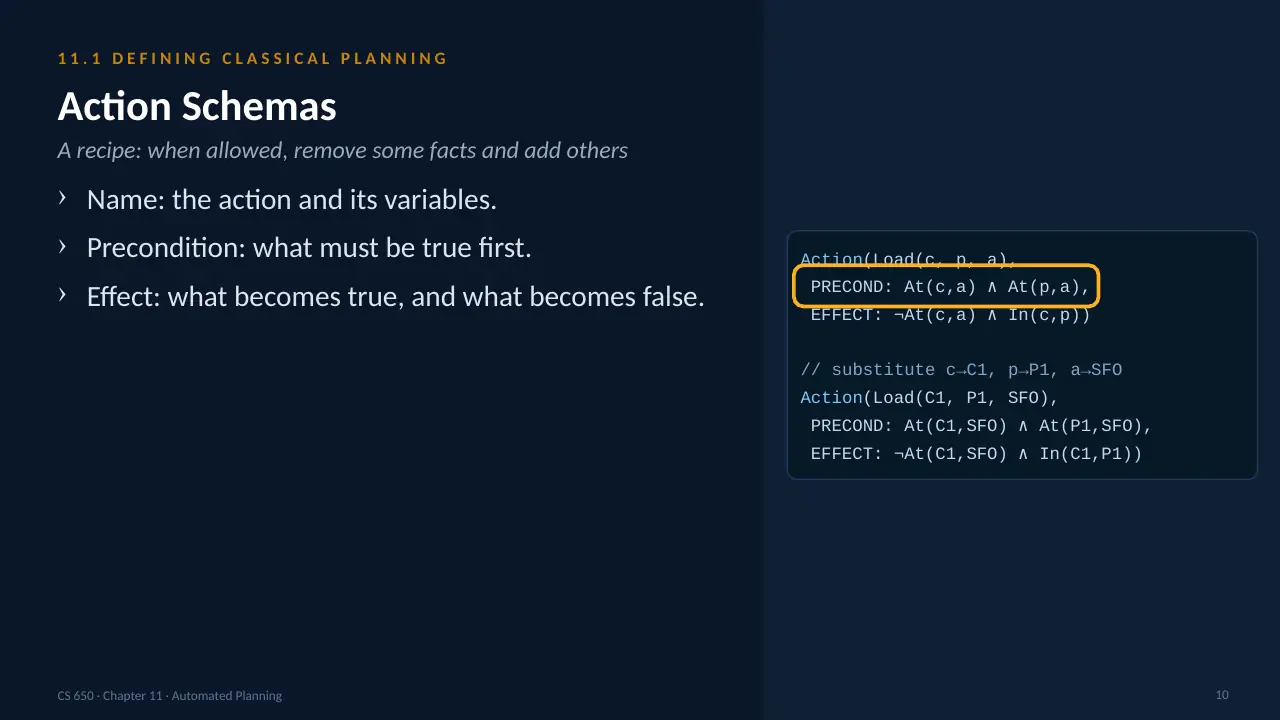 11.1 DEFINING CLASSICAL PLANNING
Action Schemas
A recipe: when allowed, remove some facts and add others
› Name: the action and its variables.
› Precondition: what must be true first.
› Effect: what becomes true, and what becomes false.
Action(Load(c, p, a),
PRECOND: At(c,a) ∧ At(p,a),
EFFECT: ¬At(c,a) ∧ In(c,p))
// substitute c→C1, p→P1, a→SFO
Action(Load(C1, P1, SFO),
PRECOND: At(C1,SFO) ∧ At(P1,SFO),
EFFECT: ¬At(C1,SFO) ∧ In(C1,P1))
CS 650 · Chapter 11 · Automated Planning
10